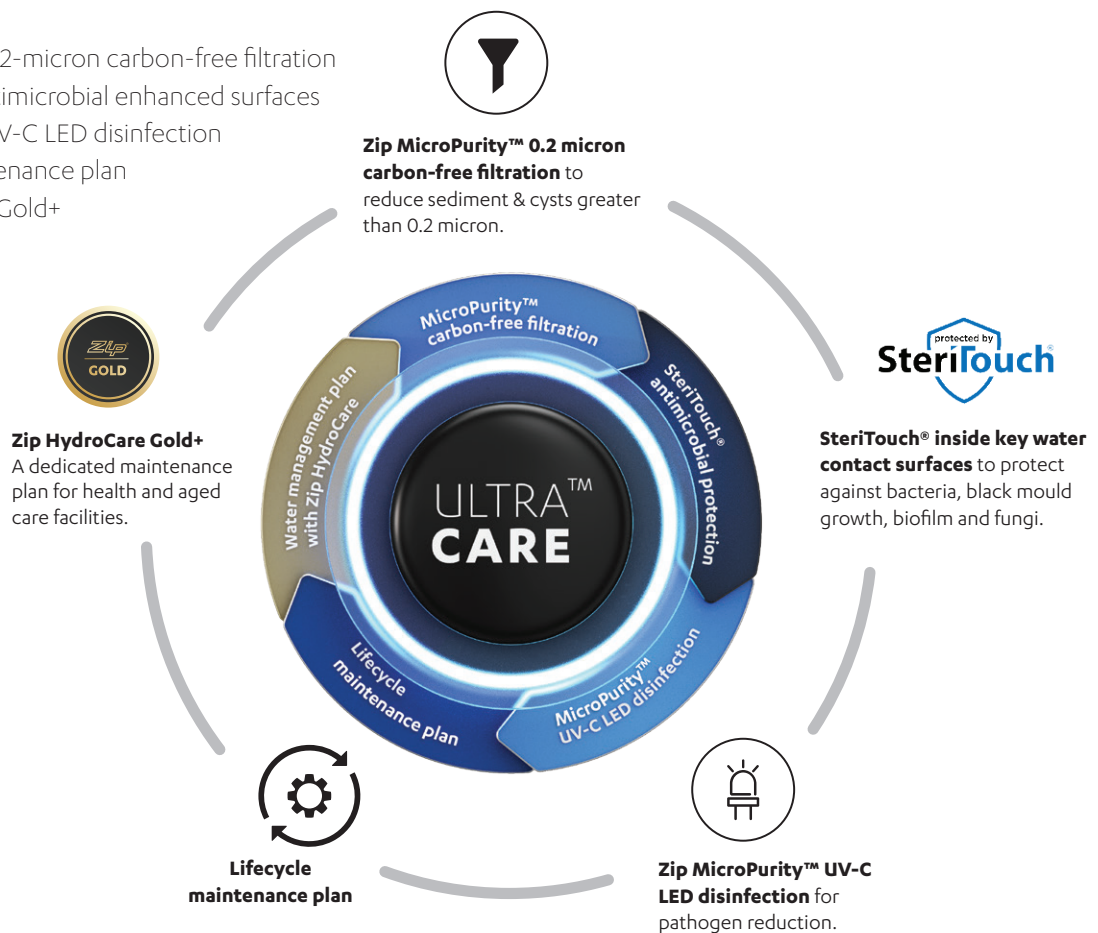 2-micron carbon-free filtration
timicrobial enhanced surfaces
V-C LED disinfection
enance plan
Gold+
Zip MicroPurity™ 0.2 micron
carbon-free filtration to
reduce sediment & cysts greater
than 0.2 micron.
Zip
GOLD
Zip HydroCare Gold+
A dedicated maintenance
plan for health and aged
care facilities.
protected by
SteriTouch®
SteriTouch® inside key water
contact surfaces to protect
against bacteria, black mould
growth, biofilm and fungi.
MicroPurity™
carbon-free filtration
SteriTouch®
antimicrobial protection
MicroPurity™
UV-C LED disinfection
Lifecycle
maintenance plan
Water management plan
with Zip HydroCare
ULTRA™
CARE
Lifecycle
maintenance plan
Zip MicroPurity™ UV-C
LED disinfection for
pathogen reduction.